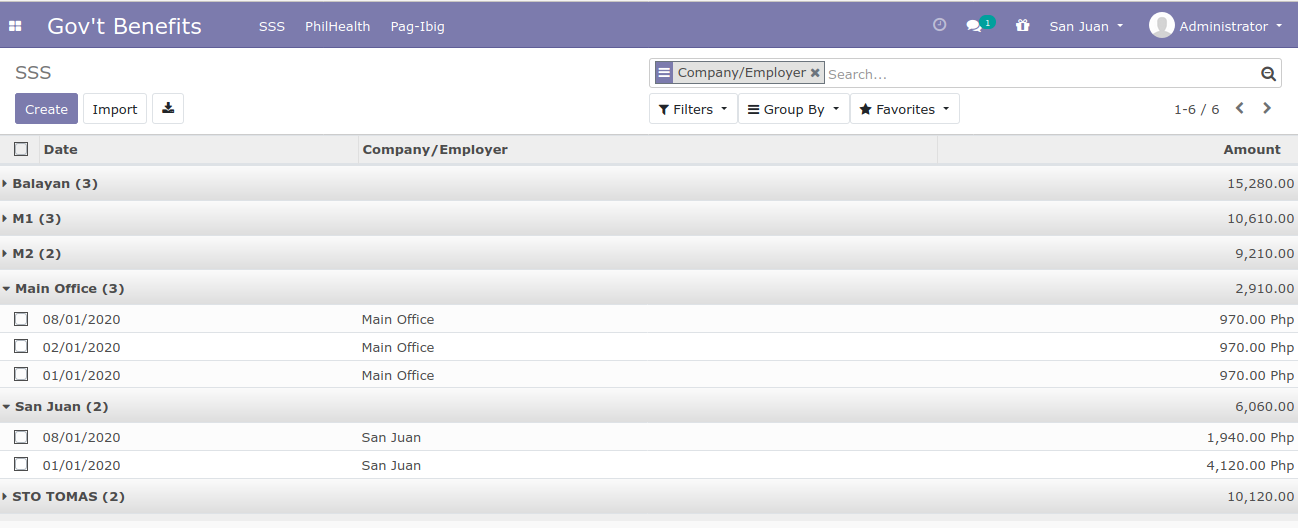 Gov't Benefits SSS PhilHealth Pag-Ibig 1 San Juan Administrator
SSS Company/Employer Search...
Create Import Filters Group By Favorites 1-6 / 6
Date Company/Employer Amount
Balayan (3) 15,280.00
M1 (3) 10,610.00
M2 (2) 9,210.00
Main Office (3) 2,910.00
08/01/2020 Main Office 970.00 Php
02/01/2020 Main Office 970.00 Php
01/01/2020 Main Office 970.00 Php
San Juan (2) 6,060.00
08/01/2020 San Juan 1,940.00 Php
01/01/2020 San Juan 4,120.00 Php
STO TOMAS (2) 10,120.00